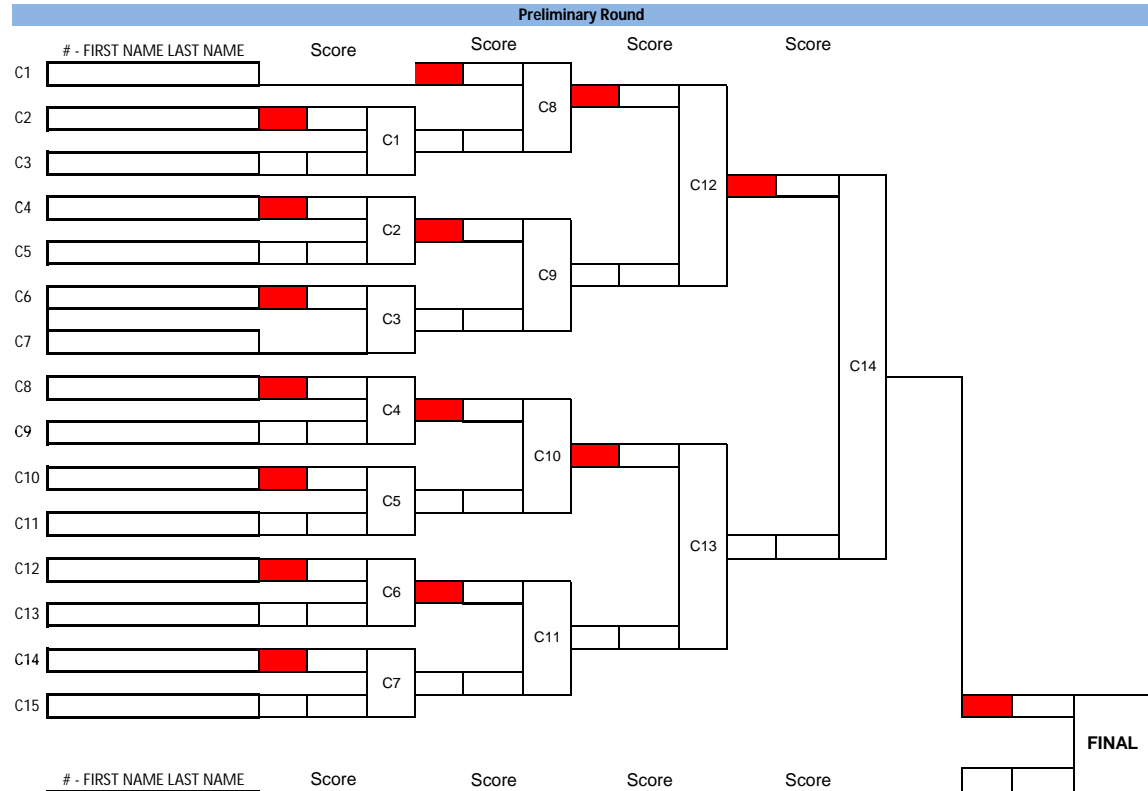 Preliminary Round
# - FIRST NAME LAST NAME Score Score Score Score
C1
C8
C2
C1
C3
C12
C4
C2
C5
C9
C6
C3
C7
C14
C8
C4
C9
C10
C10
C5
C11
C13
C12
C6
C13
C11
C14
C7
C15
FINAL
# - FIRST NAME LAST NAME Score Score Score Score